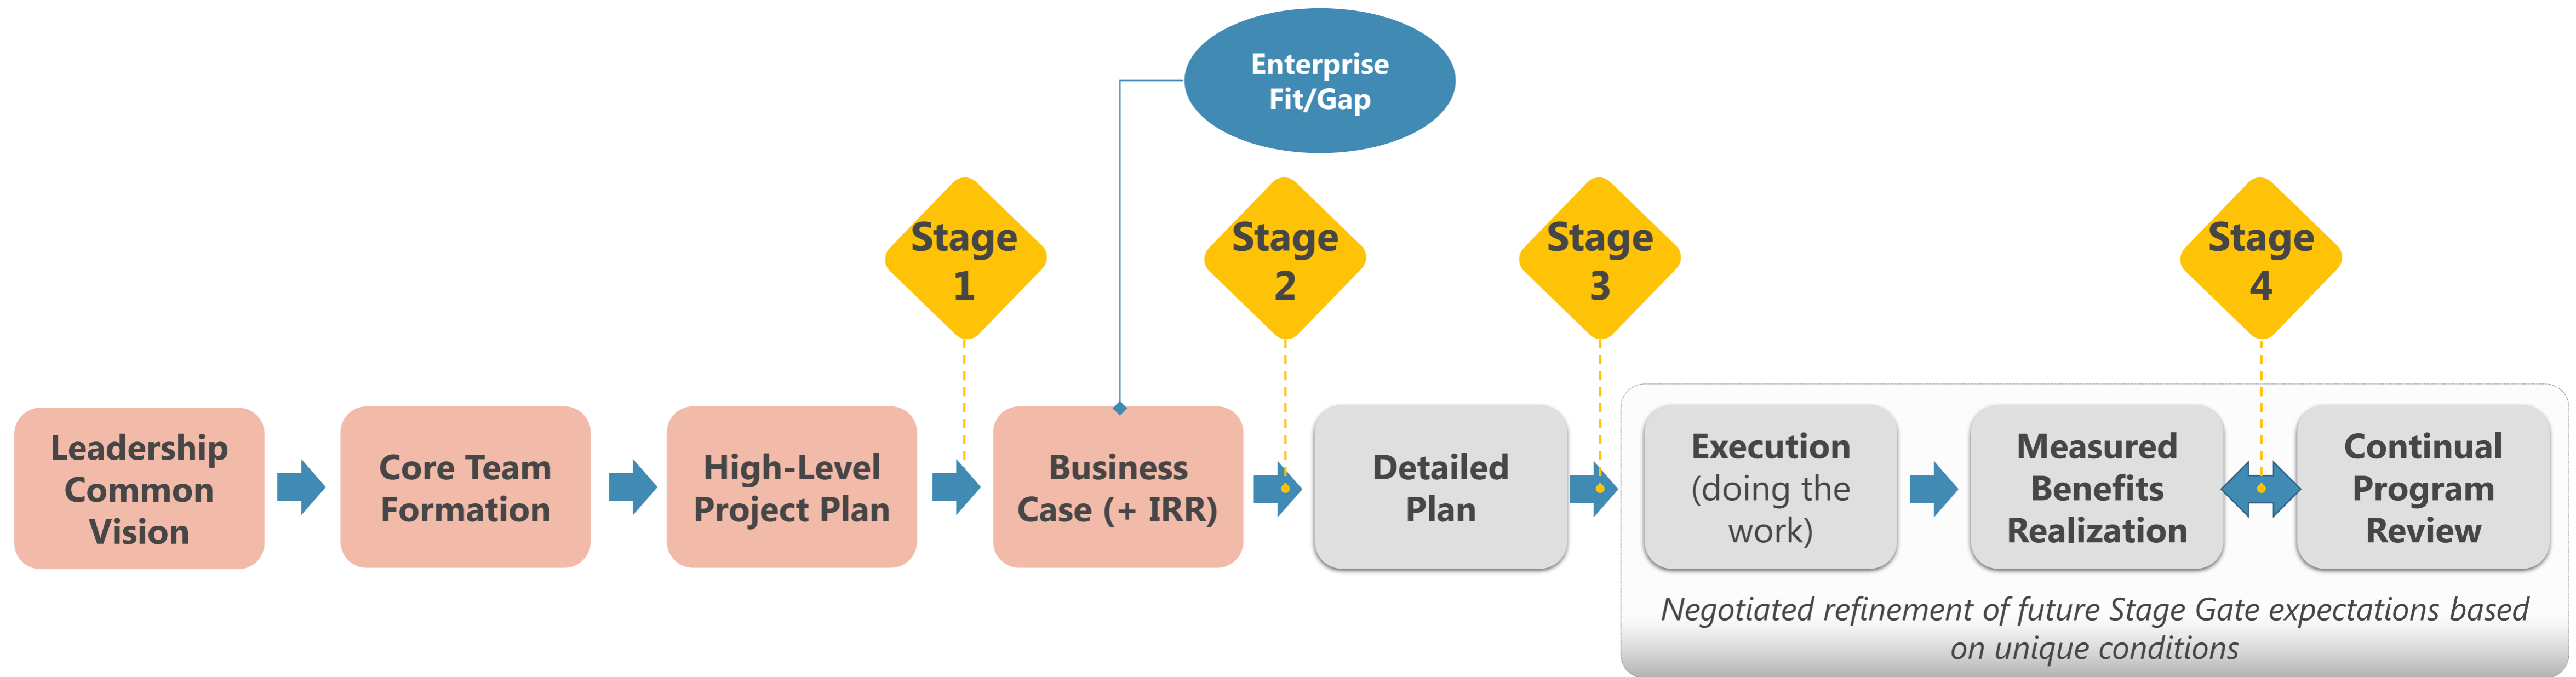 Enterprise
Fit/Gap
Stage
1
Stage
2
Stage
3
Stage
4
Leadership
Common
Vision
Core Team
Formation
High-Level
Project Plan
Business
Case (+ IRR)
Detailed
Plan
Execution
(doing the
work)
Measured
Benefits
Realization
Continual
Program
Review
Negotiated refinement of future Stage Gate expectations based
on unique conditions